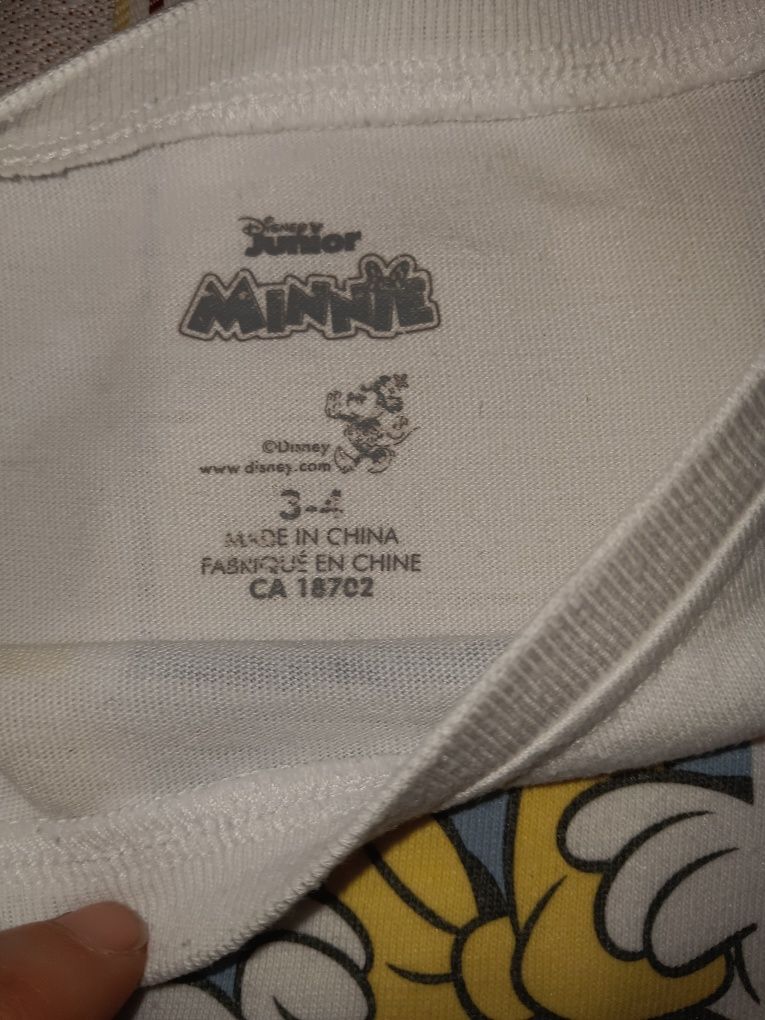 Disney
Junior
MINNIE
©Disney
www.disney.com
3-4
MADE IN CHINA
FABRIQUÉ EN CHINE
CA 18702